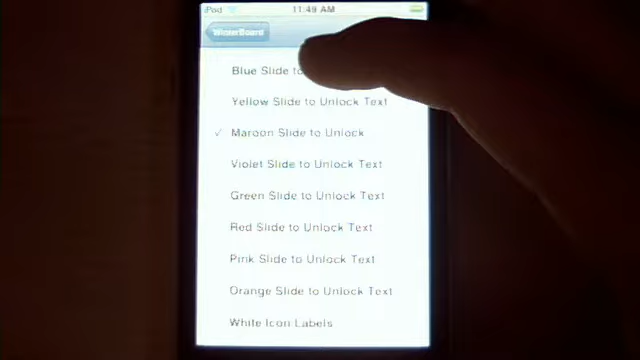 iPod 11:49 AM
WinterBoard
Blue Slide to
Yellow Slide to Unlock Text
✓ Maroon Slide to Unlock
Violet Slide to Unlock Text
Green Slide to Unlock Text
Red Slide to Unlock Text
Pink Slide to Unlock Text
Orange Slide to Unlock Text
White Icon Labels